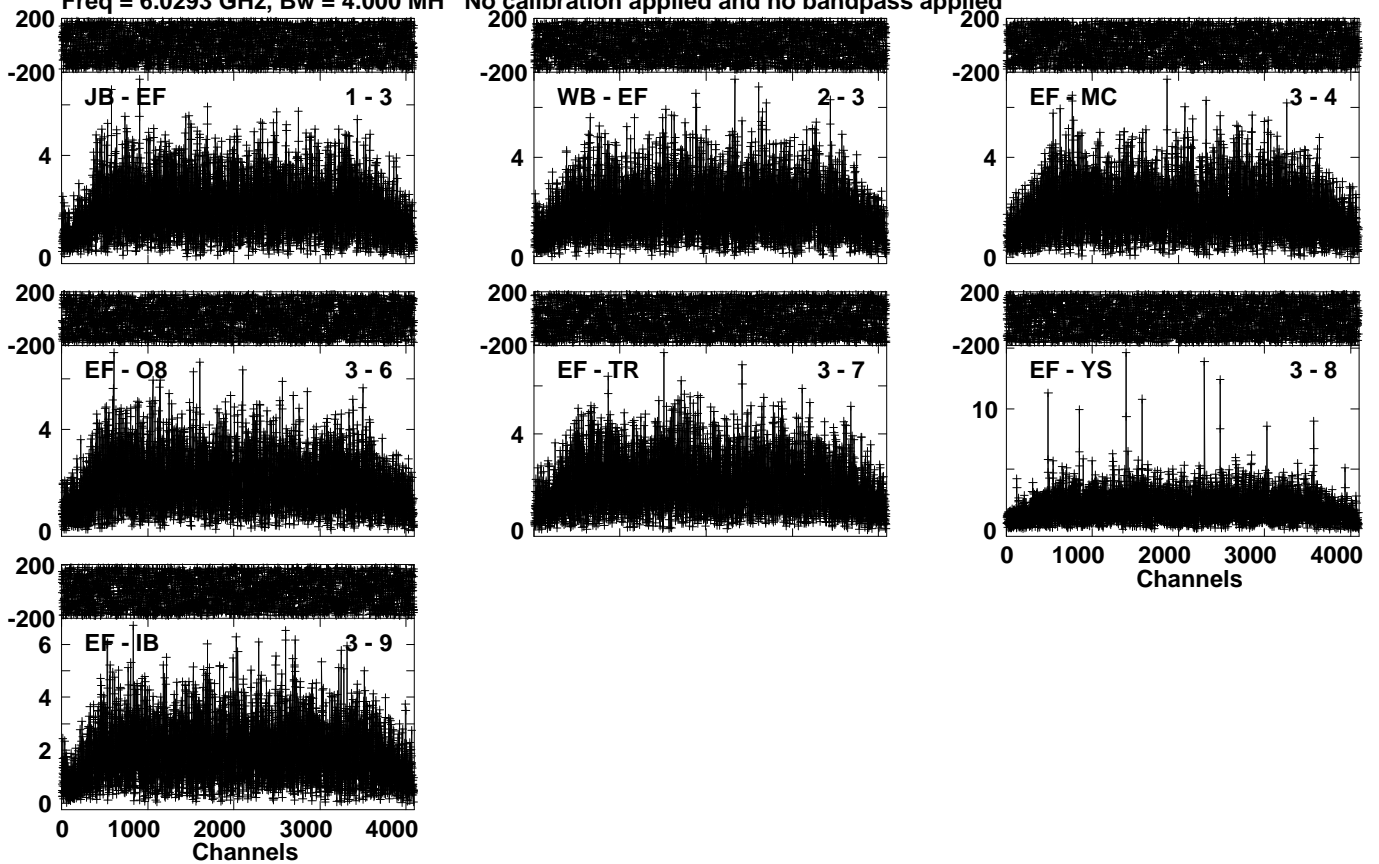 Freq = 6.0293 GHz, Bw = 4.000 MH No calibration applied and no bandpass applied
200
-200
JB - EF 1 - 3
4
0
200
-200
WB - EF 2 - 3
4
0
200
-200
EF - MC 3 - 4
4
0
200
-200
EF - O8 3 - 6
4
0
200
-200
EF - TR 3 - 7
4
0
200
-200
EF - YS 3 - 8
10
0
0 1000 2000 3000 4000
Channels
200
-200
EF - IB 3 - 9
6
4
2
0
0 1000 2000 3000 4000
Channels